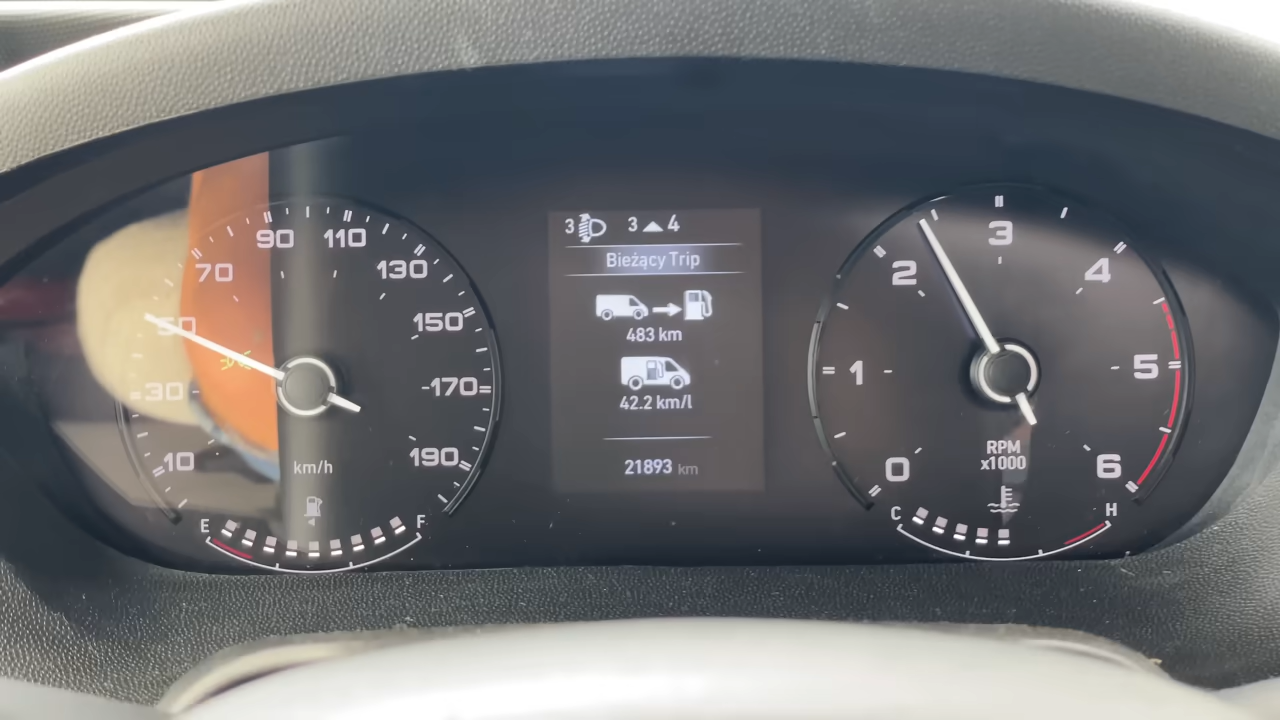 10
30
50
70
90
110
130
150
170
190
km/h
E
F
3 3 4
Bieżący Trip
483 km
42.2 km/l
21893 km
0
1
2
3
4
5
6
RPM
x1000
C
H